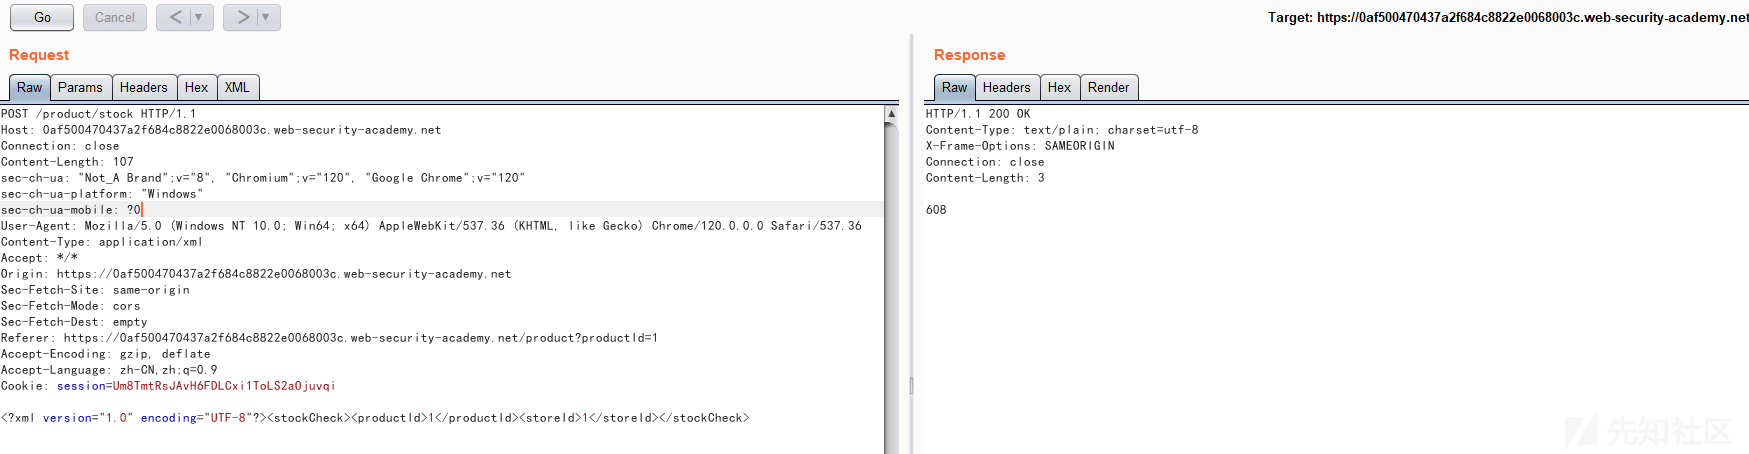 Go Cancel < ▼ > ▼
Target: https://0af500470437a2f684c8822e0068003c.web-security-academy.net
Request
Raw Params Headers Hex XML
POST /product/stock HTTP/1.1
Host: 0af500470437a2f684c8822e0068003c.web-security-academy.net
Connection: close
Content-Length: 107
sec-ch-ua: "Not_A Brand";v="8", "Chromium";v="120", "Google Chrome";v="120"
sec-ch-ua-platform: "Windows"
sec-ch-ua-mobile: ?0
User-Agent: Mozilla/5.0 (Windows NT 10.0; Win64; x64) AppleWebKit/537.36 (KHTML, like Gecko) Chrome/120.0.0.0 Safari/537.36
Content-Type: application/xml
Accept: */*
Origin: https://0af500470437a2f684c8822e0068003c.web-security-academy.net
Sec-Fetch-Site: same-origin
Sec-Fetch-Mode: cors
Sec-Fetch-Dest: empty
Referer: https://0af500470437a2f684c8822e0068003c.web-security-academy.net/product?productId=1
Accept-Encoding: gzip, deflate
Accept-Language: zh-CN,zh;q=0.9
Cookie: session=Um8TmtRsJAvH6FDLCxi1ToLS2aOjuvqi
<?xml version="1.0" encoding="UTF-8"?><stockCheck><productId>1</productId><storeId>1</storeId></stockCheck>
Response
Raw Headers Hex Render
HTTP/1.1 200 OK
Content-Type: text/plain; charset=utf-8
X-Frame-Options: SAMEORIGIN
Connection: close
Content-Length: 3
608
先知社区